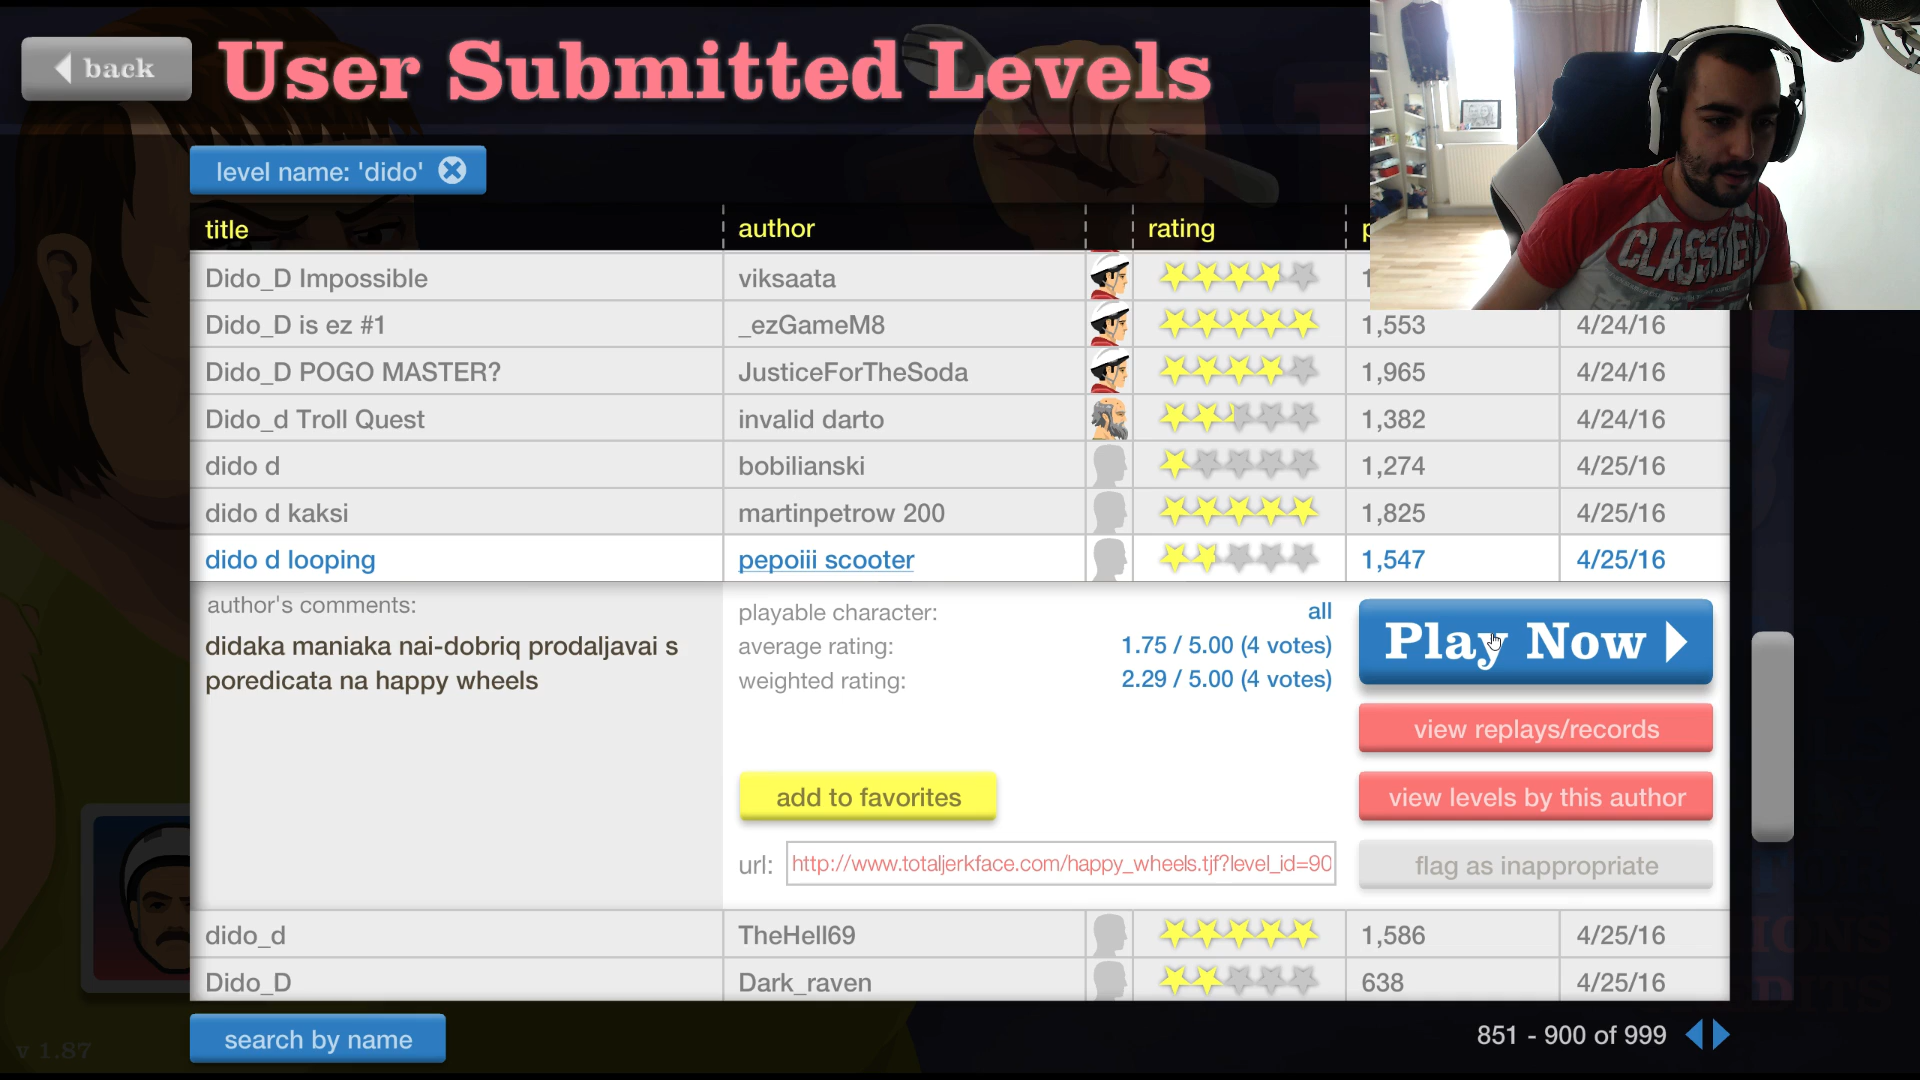 back
User Submitted Levels
level name: 'dido'
title author rating
Dido_D Impossible viksaata
Dido_D is ez #1 _ezGameM8 1,553 4/24/16
Dido_D POGO MASTER? JusticeForTheSoda 1,965 4/24/16
Dido_d Troll Quest invalid darto 1,382 4/24/16
dido d bobilianski 1,274 4/25/16
dido d kaksi martinpetrow 200 1,825 4/25/16
dido d looping pepoiii scooter 1,547 4/25/16
author's comments:
didaka maniaka nai-dobriq prodaljavai s
poredicata na happy wheels
playable character: all
average rating: 1.75 / 5.00 (4 votes)
weighted rating: 2.29 / 5.00 (4 votes)
add to favorites
url: http://www.totaljerkface.com/happy_wheels.tjf?level_id=90
Play Now
view replays/records
view levels by this author
flag as inappropriate
dido_d TheHell69 1,586 4/25/16
Dido_D Dark_raven 638 4/25/16
search by name
851 - 900 of 999
v 1.87